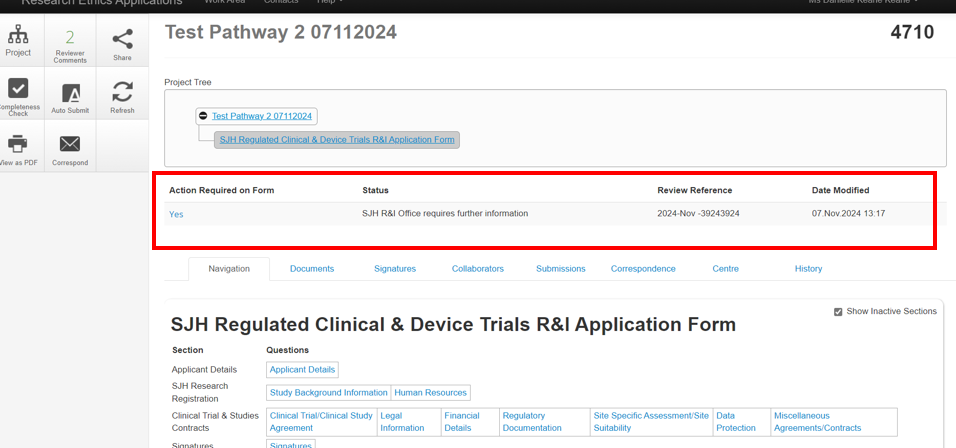 Research Ethics Applications Work Area Contacts Help Ms Danielle Keane Keane
Project
2
Reviewer
Comments
Share
Completeness
Check
Auto Submit
Refresh
View as PDF
Correspond
Test Pathway 2 07112024 4710
Project Tree
Test Pathway 2 07112024
SJH Regulated Clinical & Device Trials R&I Application Form
Action Required on Form Status Review Reference Date Modified
Yes SJH R&I Office requires further information 2024-Nov -39243924 07.Nov.2024 13:17
Navigation Documents Signatures Collaborators Submissions Correspondence Centre History
Show Inactive Sections
SJH Regulated Clinical & Device Trials R&I Application Form
Section Questions
Applicant Details Applicant Details
SJH Research
Registration
Study Background Information Human Resources
Clinical Trial & Studies
Contracts
Clinical Trial/Clinical Study
Agreement
Legal
Information
Financial
Details
Regulatory
Documentation
Site Specific Assessment/Site
Suitability
Data
Protection
Miscellaneous
Agreements/Contracts
Signatures Signatures